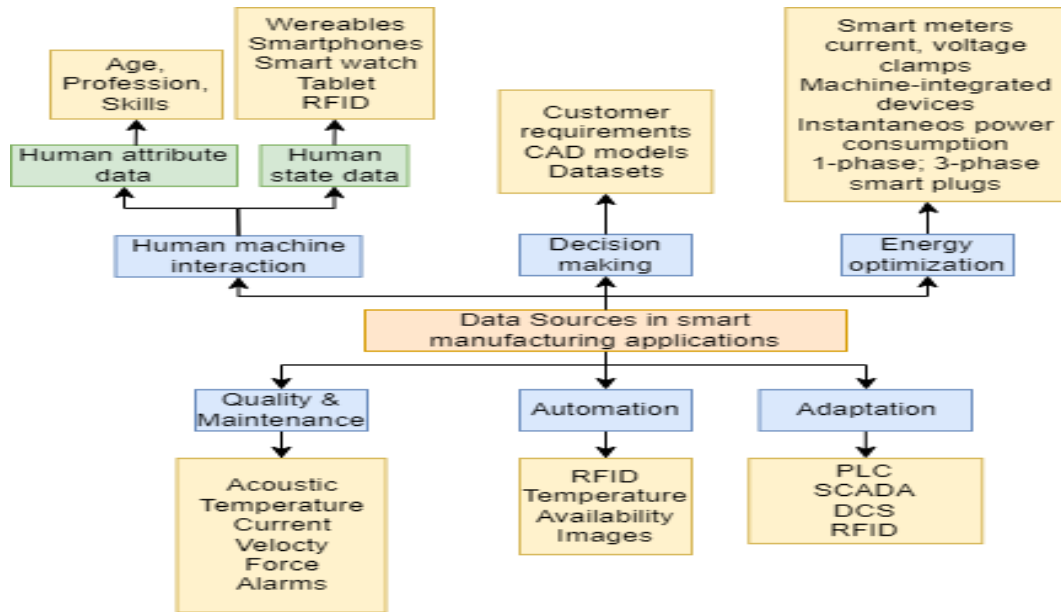 Age,
Profession,
Skills
Wereables
Smartphones
Smart watch
Tablet
RFID
Customer
requirements
CAD models
Datasets
Smart meters
current, voltage
clamps
Machine-integrated
devices
Instantaneos power
consumption
1-phase; 3-phase
smart plugs
Human attribute
data
Human
state data
Human machine
interaction
Decision
making
Energy
optimization
Data Sources in smart
manufacturing applications
Quality &
Maintenance
Automation
Adaptation
Acoustic
Temperature
Current
Velocty
Force
Alarms
RFID
Temperature
Availability
Images
PLC
SCADA
DCS
RFID